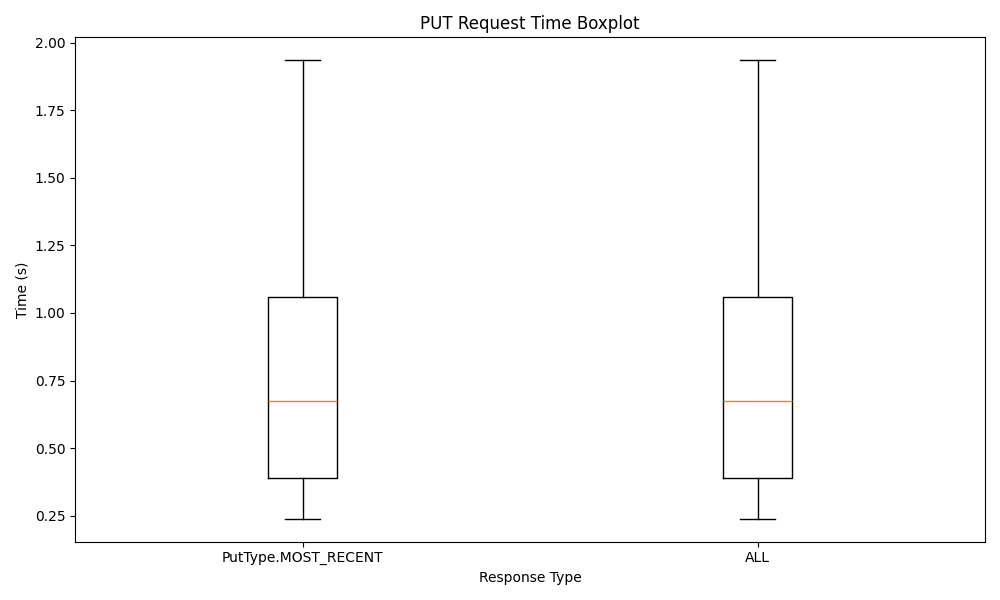 PUT Request Time Boxplot
2.00
1.75
1.50
1.25
1.00
0.75
0.50
0.25
Time (s)
PutType.MOST_RECENT
ALL
Response Type